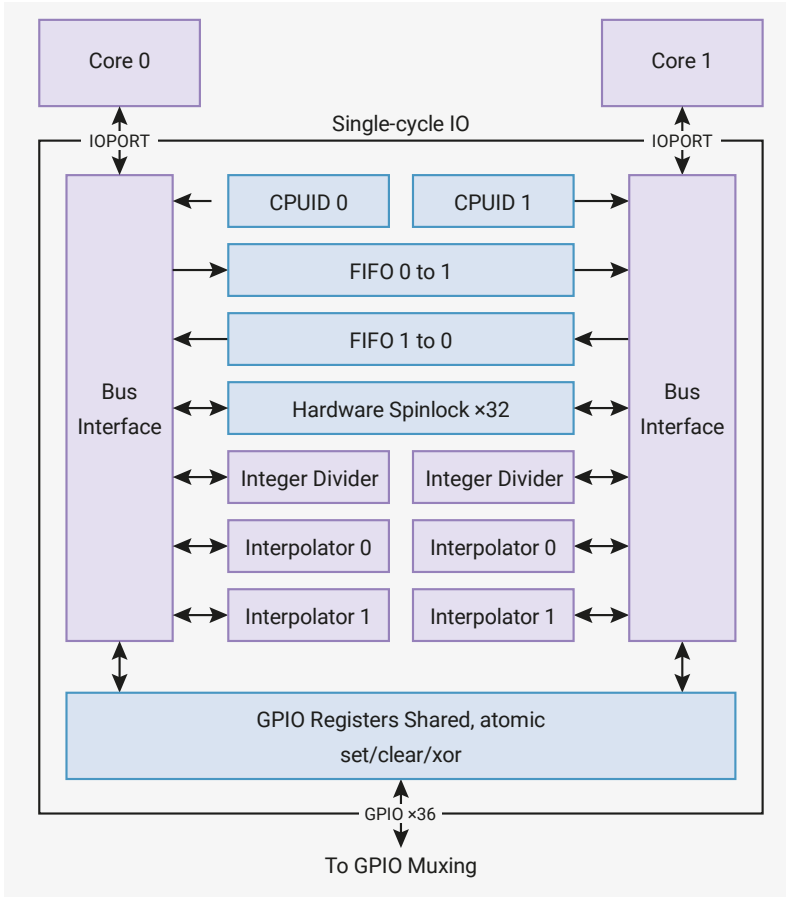 Core 0
Core 1
Single-cycle IO
IOPORT
IOPORT
CPUID 0
CPUID 1
FIFO 0 to 1
FIFO 1 to 0
Bus
Interface
Bus
Interface
Hardware Spinlock ×32
Integer Divider
Integer Divider
Interpolator 0
Interpolator 0
Interpolator 1
Interpolator 1
GPIO Registers Shared, atomic
set/clear/xor
GPIO ×36
To GPIO Muxing